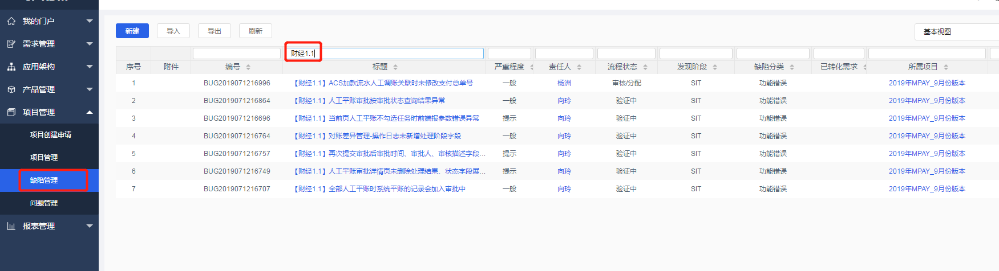 我的门户
需求管理
应用架构
产品管理
项目管理
项目创建申请
项目管理
缺陷管理
问题管理
报表管理
新建 导入 导出 刷新 基本视图
财经1.1
序号 附件 编号 标题 严重程度 责任人 流程状态 发现阶段 缺陷分类 已转化需求 所属项目
1 BUG2019071216996 【财经1.1】ACS加款流水人工调账关联时未修改支付总单号 一般 杨洲 审核/分配 SIT 功能错误 2019年MPAY_9月份版本
2 BUG2019071216864 【财经1.1】人工平账审批按审批状态查询结果异常 一般 向玲 验证中 SIT 功能错误 2019年MPAY_9月份版本
3 BUG2019071216696 【财经1.1】当前页人工平账不勾选任务时前端报参数错误异常 提示 向玲 验证中 SIT 功能错误 2019年MPAY_9月份版本
4 BUG2019071216764 【财经1.1】对账差异管理-操作日志未新增处理阶段字段 一般 向玲 验证中 SIT 功能错误 2019年MPAY_9月份版本
5 BUG2019071216757 【财经1.1】再次提交审批后审批时间、审批人、审核描述字段... 提示 向玲 验证中 SIT 功能错误 2019年MPAY_9月份版本
6 BUG2019071216749 【财经1.1】人工平账审批详情页未删除处理结果、状态字段展... 提示 向玲 验证中 SIT 功能错误 2019年MPAY_9月份版本
7 BUG2019071216707 【财经1.1】全部人工平账时系统平账的记录会加入审批中 一般 向玲 验证中 SIT 功能错误 2019年MPAY_9月份版本